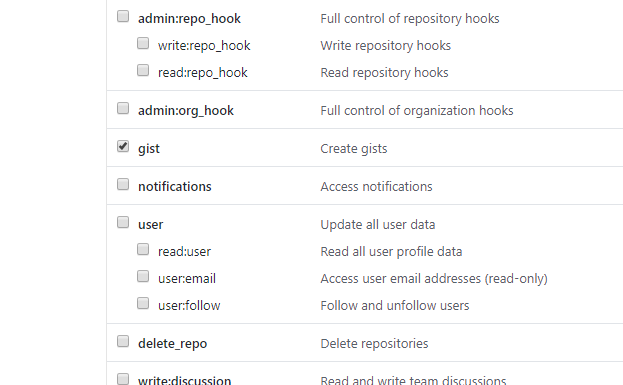 admin:repo_hook Full control of repository hooks
write:repo_hook Write repository hooks
read:repo_hook Read repository hooks
admin:org_hook Full control of organization hooks
gist Create gists
notifications Access notifications
user Update all user data
read:user Read all user profile data
user:email Access user email addresses (read-only)
user:follow Follow and unfollow users
delete_repo Delete repositories
write:discussion Read and write team discussions